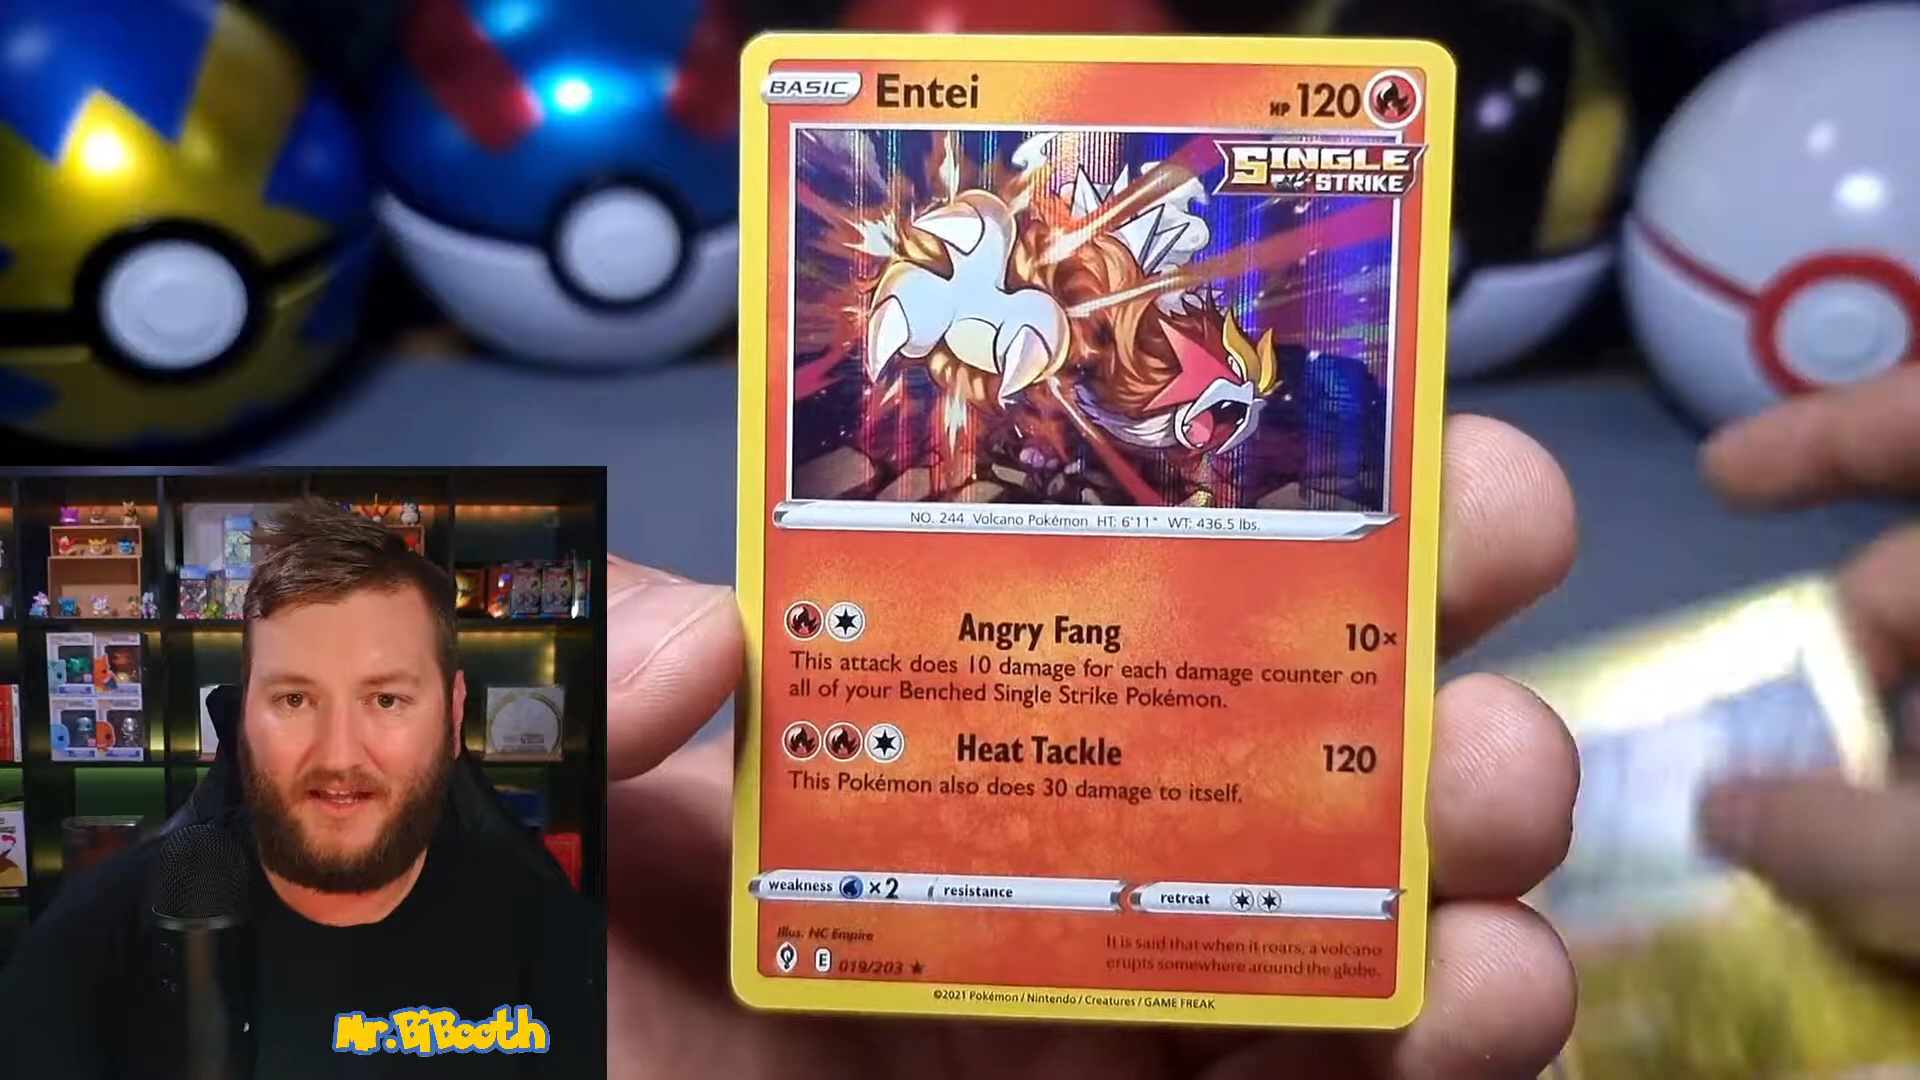 BASIC Entei HP 120
SINGLE
STRIKE
NO. 244 Volcano Pokémon HT: 6'11" WT: 436.5 lbs.
Angry Fang 10×
This attack does 10 damage for each damage counter on
all of your Benched Single Strike Pokémon.
Heat Tackle 120
This Pokémon also does 30 damage to itself.
weakness ×2 resistance retreat
Illus. NC Empire
E 019/203
It is said that when it roars, a volcano
erupts somewhere around the globe.
©2021 Pokémon / Nintendo / Creatures / GAME FREAK
Mr.BjBooth